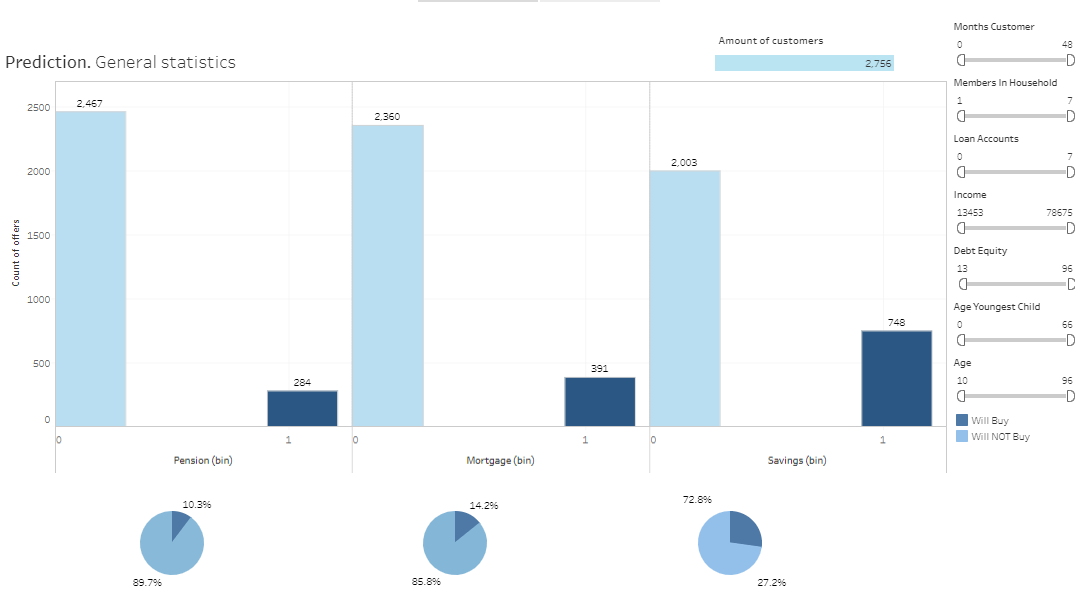 Prediction. General statistics
Amount of customers
2,756
2500
2000
1500
1000
500
0
Count of offers
2,467
284
0
1
Pension (bin)
2,360
391
0
1
Mortgage (bin)
2,003
748
0
1
Savings (bin)
10.3%
89.7%
14.2%
85.8%
72.8%
27.2%
Months Customer
0 48
Members In Household
1 7
Loan Accounts
0 7
Income
13453 78675
Debt Equity
13 96
Age Youngest Child
0 66
Age
10 96
Will Buy
Will NOT Buy